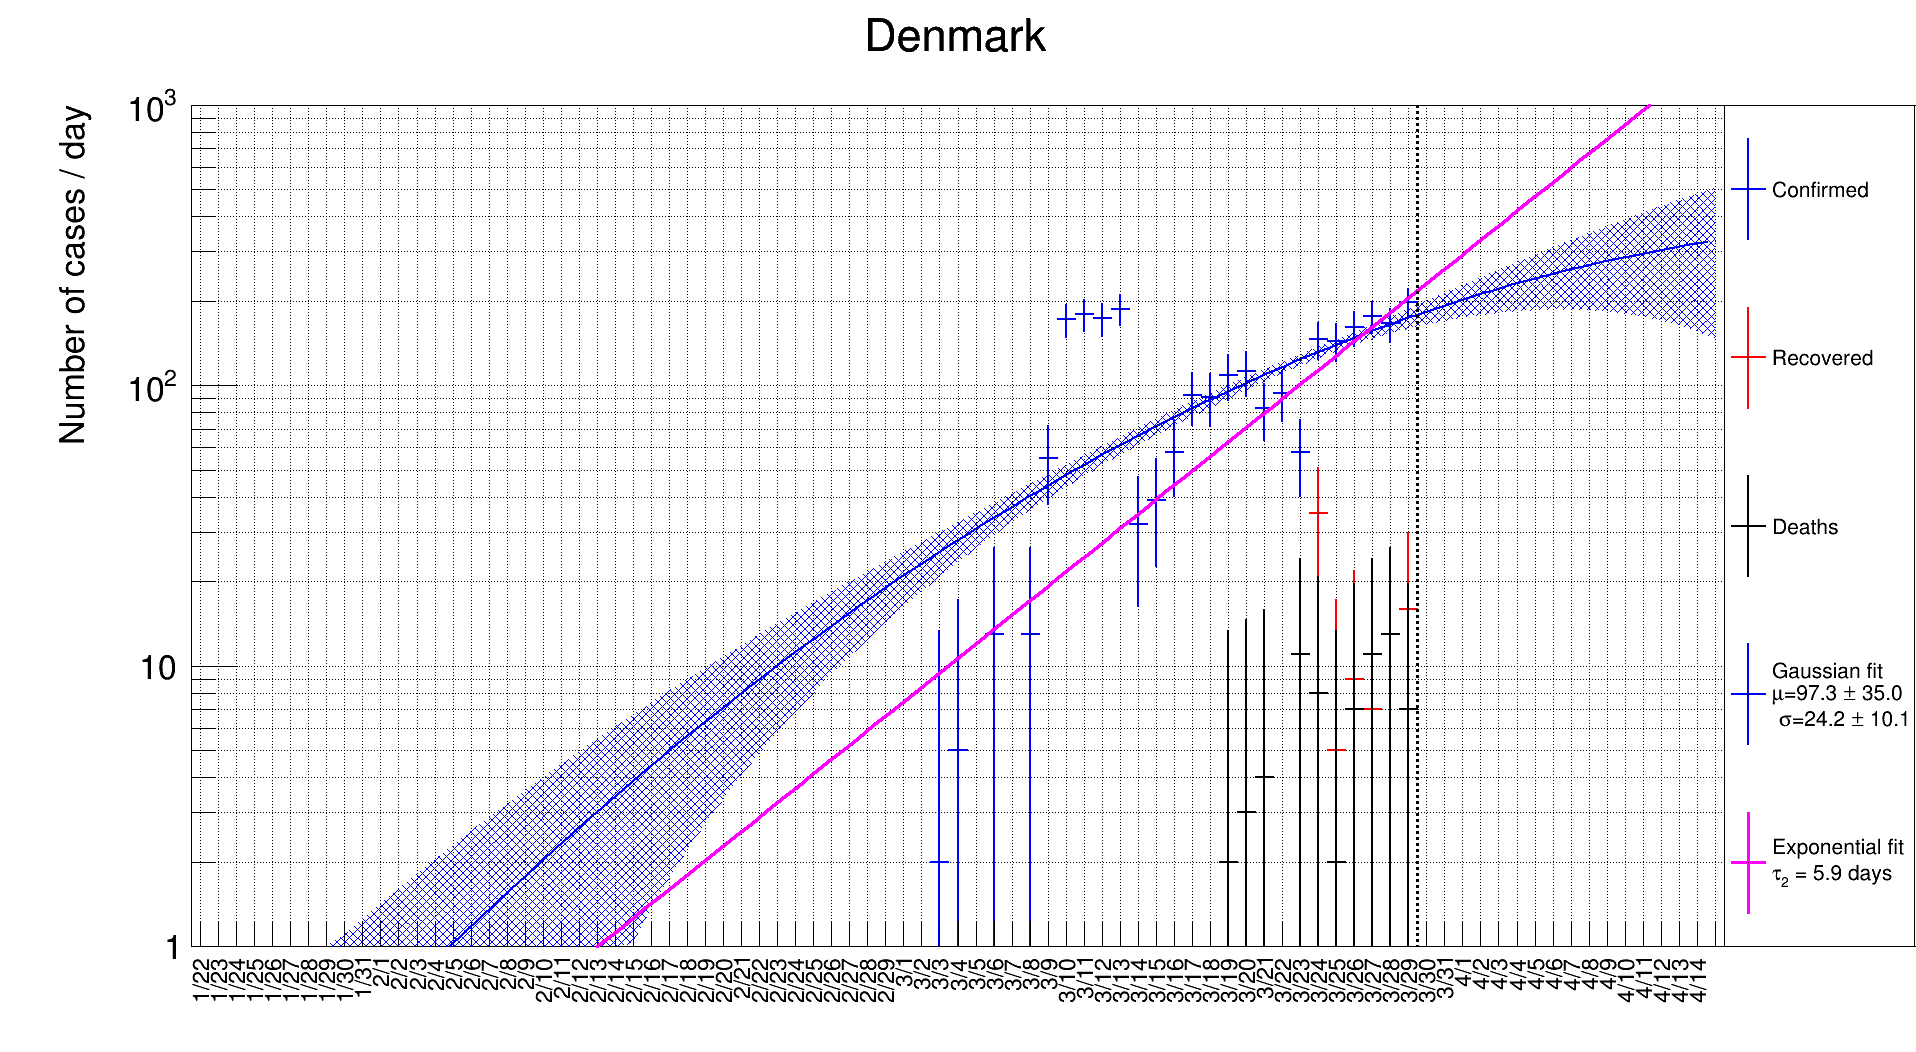 Denmark
Number of cases / day
10³
10²
10
1
1/22 1/23 1/24 1/25 1/26 1/27 1/28 1/29 1/30 1/31 2/1 2/2 2/3 2/4 2/5 2/6 2/7 2/8 2/9 2/10 2/11 2/12 2/13 2/14 2/15 2/16 2/17 2/18 2/19 2/20 2/21 2/22 2/23 2/24 2/25 2/26 2/27 2/28 2/29 3/1 3/2 3/3 3/4 3/5 3/6 3/7 3/8 3/9 3/10 3/11 3/12 3/13 3/14 3/15 3/16 3/17 3/18 3/19 3/20 3/21 3/22 3/23 3/24 3/25 3/26 3/27 3/28 3/29 3/30 3/31 4/1 4/2 4/3 4/4 4/5 4/6 4/7 4/8 4/9 4/10 4/11 4/12 4/13 4/14
Confirmed
Recovered
Deaths
Gaussian fit
μ=97.3 ± 35.0
σ=24.2 ± 10.1
Exponential fit
τ₂ = 5.9 days